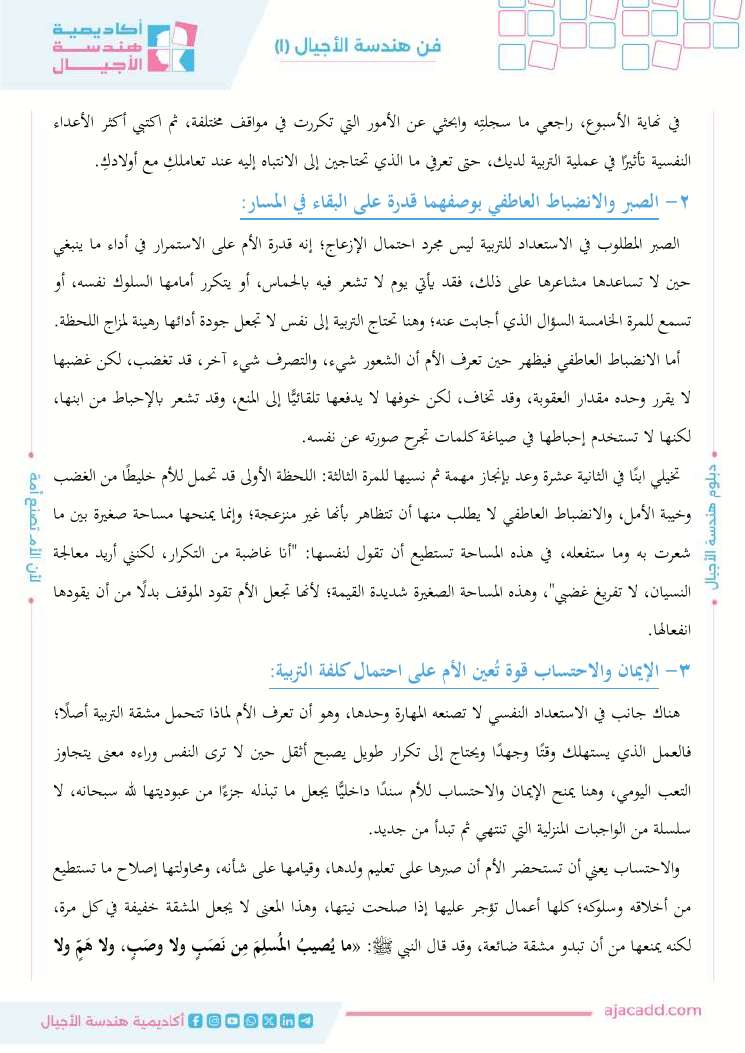 أكاديمية
هندسة
الأجيال
فن هندسة الأجيال (١)
في نهاية الأسبوع، راجعي ما سجلتِه وابحثي عن الأمور التي تكررت في مواقف مختلفة، ثم اكتبي أكثر الأعداء
النفسية تأثيرًا في عملية التربية لديك، حتى تعرفي ما الذي تحتاجين إلى الانتباه إليه عند تعاملكِ مع أولادكِ.
٢- الصبر والانضباط العاطفي بوصفهما قدرة على البقاء في المسار:
الصبر المطلوب في الاستعداد للتربية ليس مجرد احتمال الإزعاج؛ إنه قدرة الأم على الاستمرار في أداء ما ينبغي
حين لا تساعدها مشاعرها على ذلك، فقد يأتي يوم لا تشعر فيه بالحماس، أو يتكرر أمامها السلوك نفسه، أو
تسمع للمرة الخامسة السؤال الذي أجابت عنه؛ وهنا تحتاج التربية إلى نفس لا تجعل جودة أدائها رهينة لمزاج اللحظة.
أما الانضباط العاطفي فيظهر حين تعرف الأم أن الشعور شيء، والتصرف شيء آخر، قد تغضب، لكن غضبها
لا يقرر وحده مقدار العقوبة، وقد تخاف، لكن خوفها لا يدفعها تلقائيًّا إلى المنع، وقد تشعر بالإحباط من ابنها،
لكنها لا تستخدم إحباطها في صياغة كلمات تجرح صورته عن نفسه.
تخيلي ابنًا في الثانية عشرة وعد بإنجاز مهمة ثم نسيها للمرة الثالثة: اللحظة الأولى قد تحمل للأم خليطًا من الغضب
وخيبة الأمل، والانضباط العاطفي لا يطلب منها أن تتظاهر بأنها غير منزعجة؛ وإنما يمنحها مساحة صغيرة بين ما
شعرت به وما ستفعله، في هذه المساحة تستطيع أن تقول لنفسها: "أنا غاضبة من التكرار، لكنني أريد معالجة
النسيان، لا تفريغ غضبي"، وهذه المساحة الصغيرة شديدة القيمة؛ لأنها تجعل الأم تقود الموقف بدلًا من أن يقودها
انفعالها.
٣- الإيمان والاحتساب قوة تُعين الأم على احتمال كلفة التربية:
هناك جانب في الاستعداد النفسي لا تصنعه المهارة وحدها، وهو أن تعرف الأم لماذا تتحمل مشقة التربية أصلًا؛
فالعمل الذي يستهلك وقتًا وجهدًا ويحتاج إلى تكرار طويل يصبح أثقل حين لا ترى النفس وراءه معنى يتجاوز
التعب اليومي، وهنا يمنح الإيمان والاحتساب للأم سندًا داخليًّا يجعل ما تبذله جزءًا من عبوديتها لله سبحانه، لا
سلسلة من الواجبات المنزلية التي تنتهي ثم تبدأ من جديد.
والاحتساب يعني أن تستحضر الأم أن صبرها على تعليم ولدها، وقيامها على شأنه، ومحاولتها إصلاح ما تستطيع
من أخلاقه وسلوكه؛ كلها أعمال تؤجر عليها إذا صلحت نيتها، وهذا المعنى لا يجعل المشقة خفيفة في كل مرة،
لكنه يمنعها من أن تبدو مشقة ضائعة، وقد قال النبي ﷺ: «ما يُصيبُ المُسلِمَ مِن نَصَبٍ ولا وصَبٍ، ولا هَمٍّ ولا
دبلوم هندسة الأجيال
لأن الأم تصنع أمة
أكاديمية هندسة الأجيال
ajacadd.com